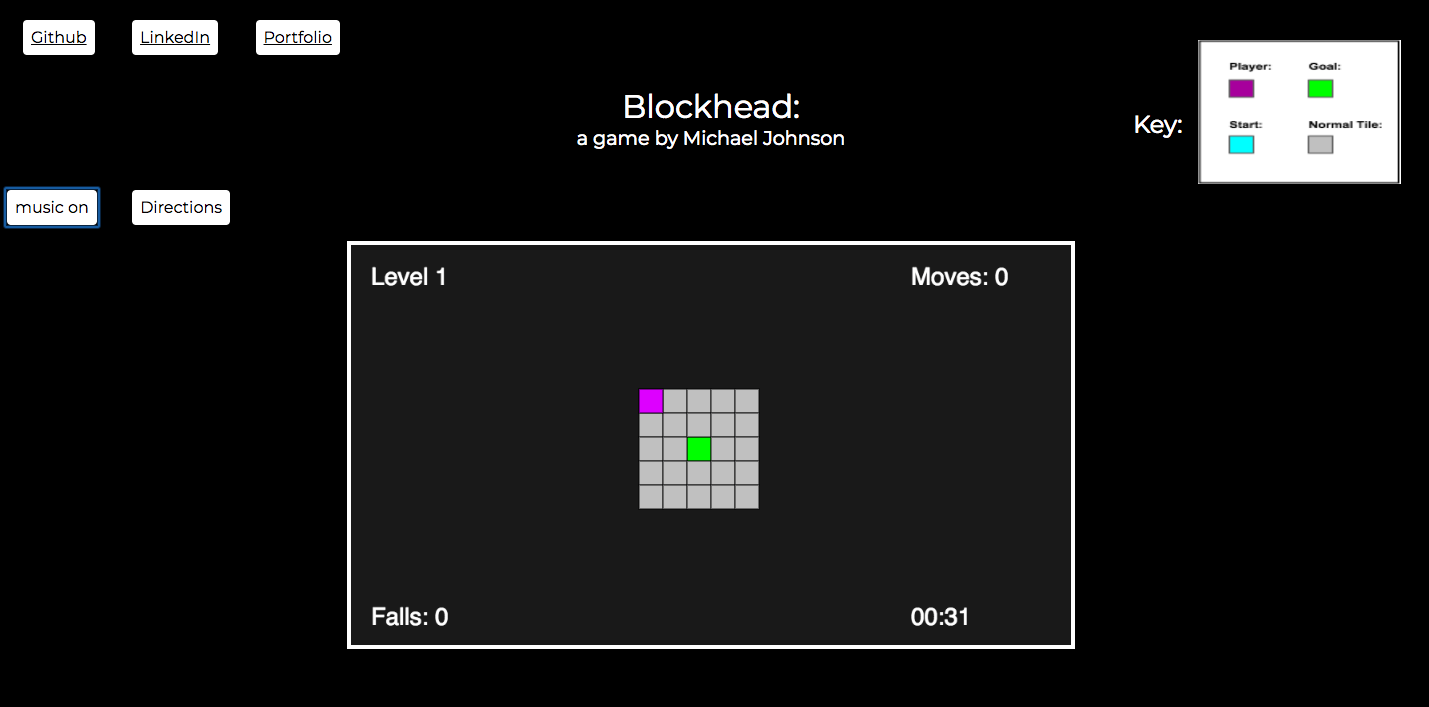 Github LinkedIn Portfolio
Player: Goal:
Blockhead:
Key:
Start: Normal Tile:
a game by Michael Johnson
music on Directions
Level 1 Moves: 0
Falls: 0 00:31